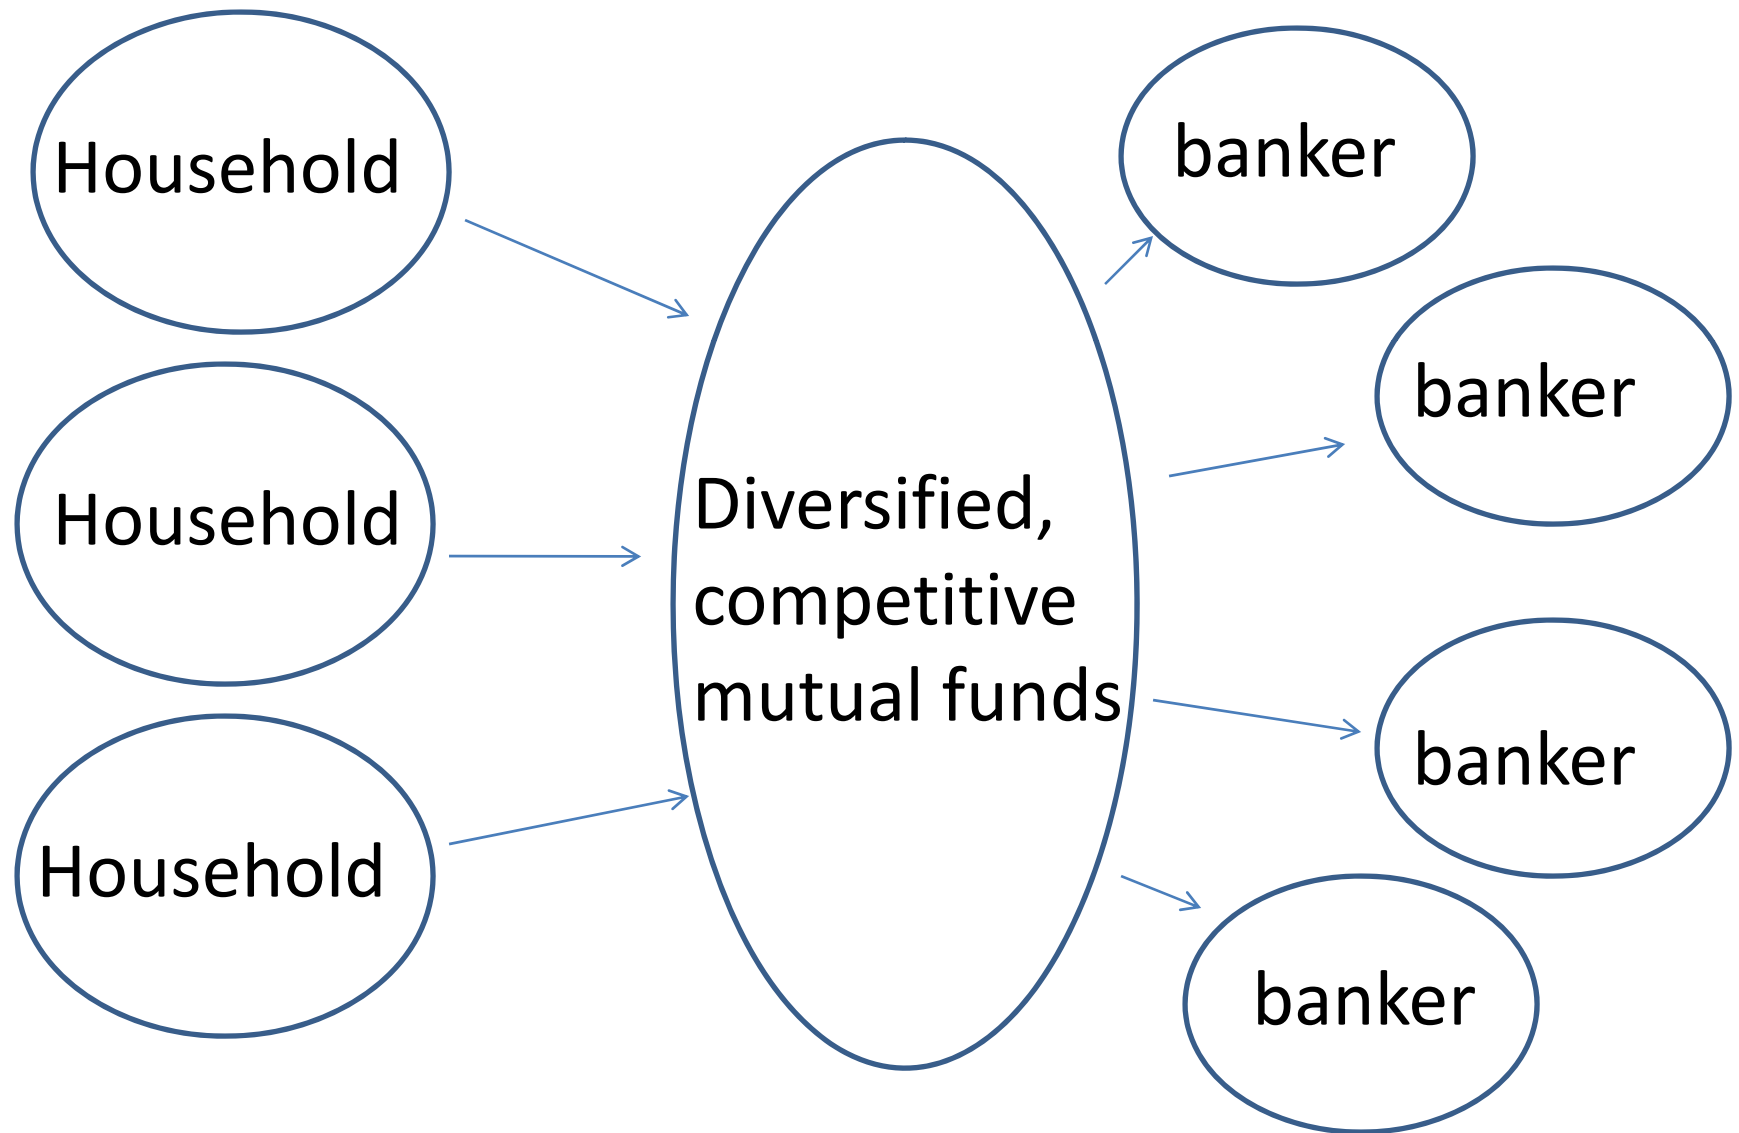 Household
Household
Household
Diversified,
competitive
mutual funds
banker
banker
banker
banker